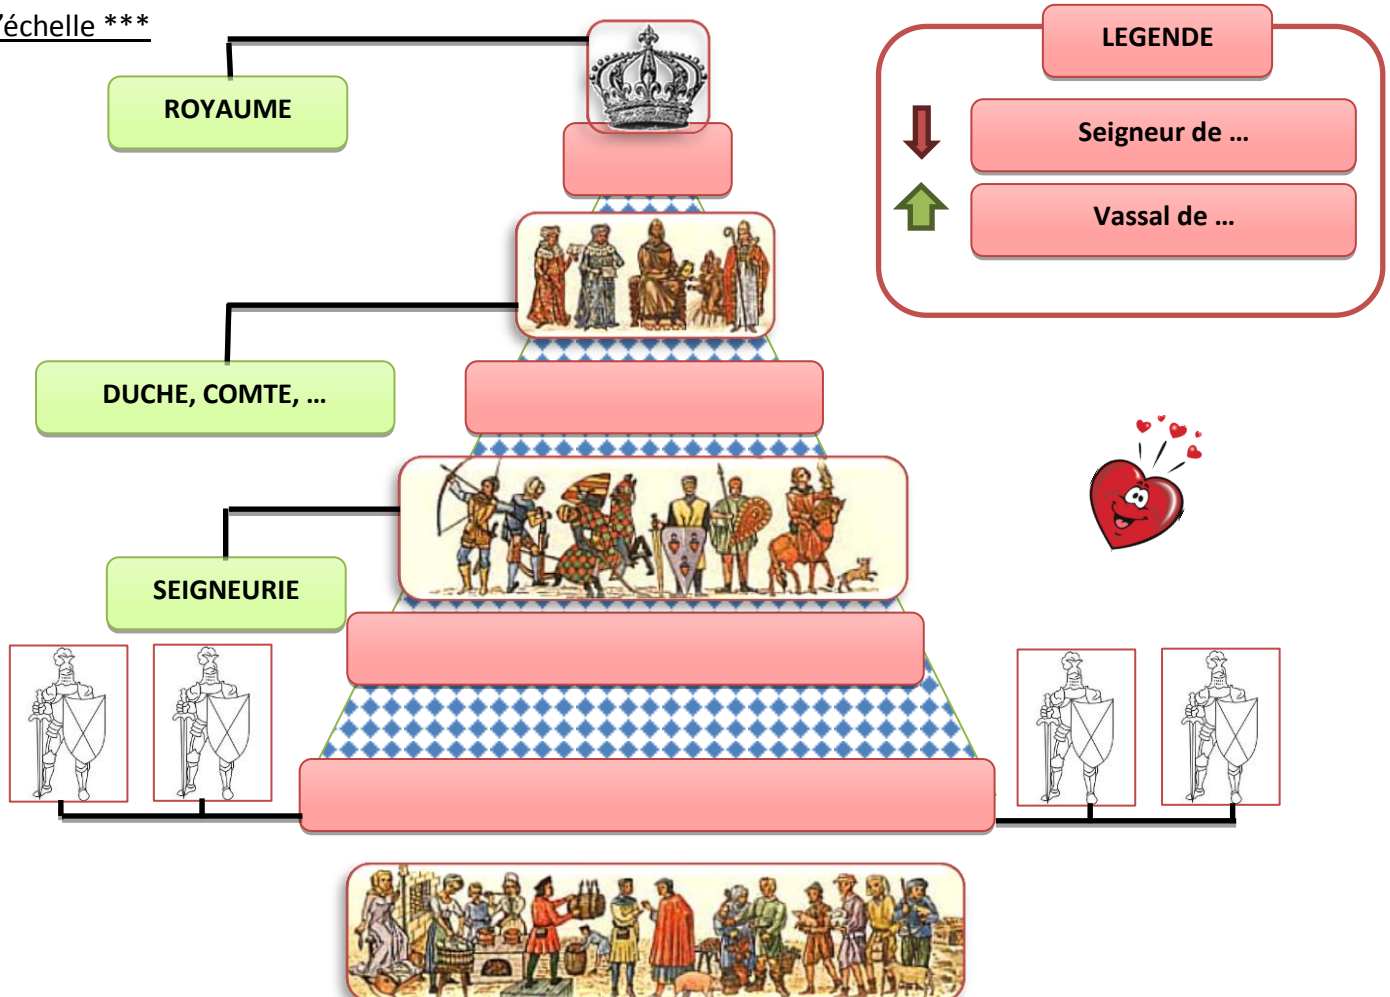 ’échelle ***
ROYAUME
LEGENDE
Seigneur de ...
Vassal de ...
DUCHE, COMTE, ...
SEIGNEURIE